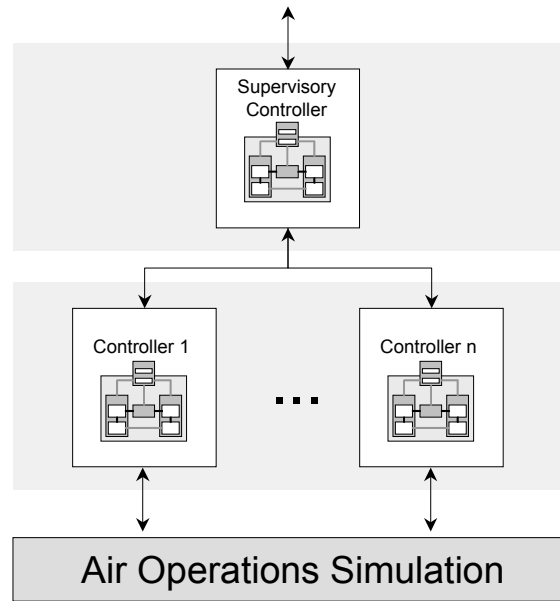 Supervisory
Controller
Controller 1
Controller n
...
Air Operations Simulation